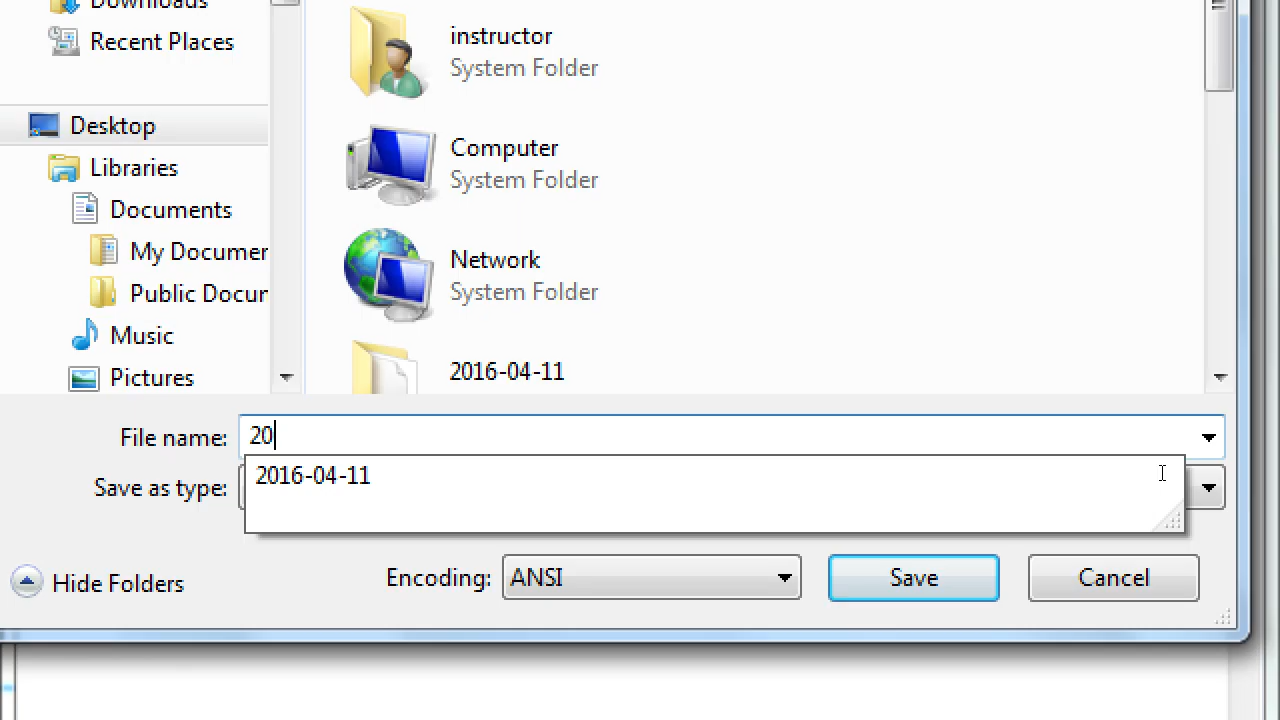 Downloads
Recent Places
Desktop
Libraries
Documents
My Documer
Public Docur
Music
Pictures
instructor
System Folder
Computer
System Folder
Network
System Folder
2016-04-11
File name: 20
2016-04-11
Save as type:
Hide Folders
Encoding: ANSI
Save
Cancel